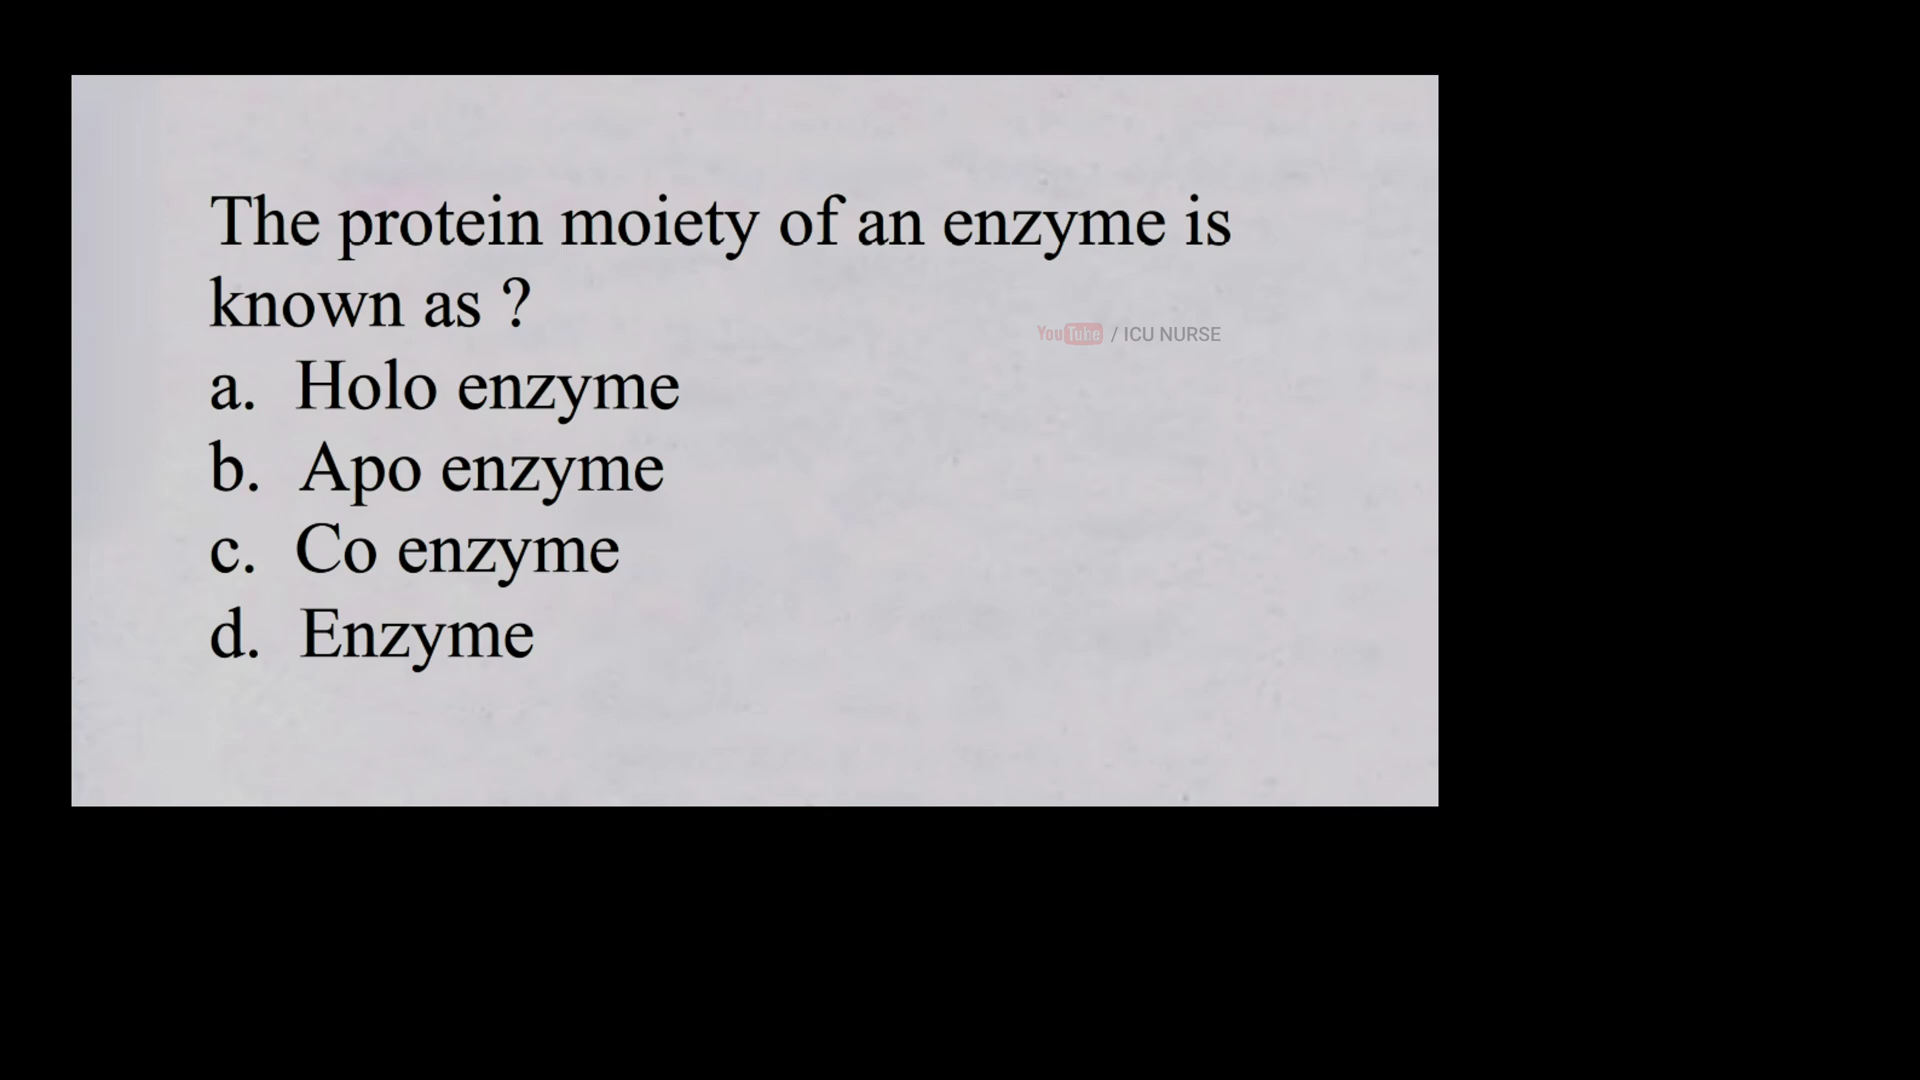 The protein moiety of an enzyme is
known as ?
YouTube / ICU NURSE
a. Holo enzyme
b. Apo enzyme
c. Co enzyme
d. Enzyme